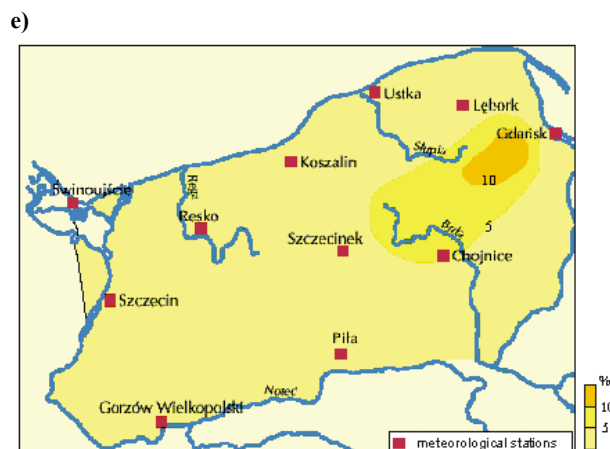 e)
Ustka
Lębork
Gdańsk
Słupia
Koszalin
10
Świnoujście
Rega
Resko
Brda
5
Szczecinek
Chojnice
Szczecin
Piła
Noteć
Gorzów Wielkopolski
%
10
5
meteorological stations